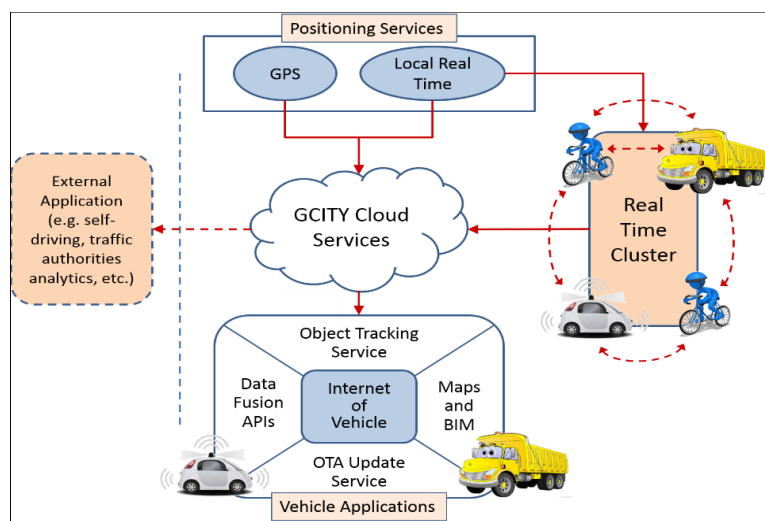 Positioning Services
GPS
Local Real
Time
External
Application
(e.g. self-
driving, traffic
authorities
analytics, etc.)
GCITY Cloud
Services
Real
Time
Cluster
Object Tracking
Service
Data
Fusion
APIs
Internet
of
Vehicle
Maps
and
BIM
OTA Update
Service
Vehicle Applications